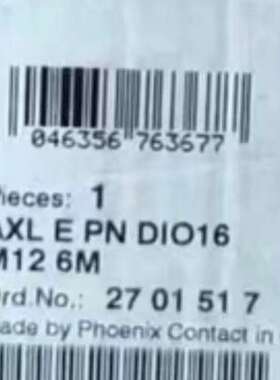 046356 763677
ieces: 1
AXL E PN DIO16
M12 6M
rd No.: 27 01 51 7
ade by Phoenix Contact in